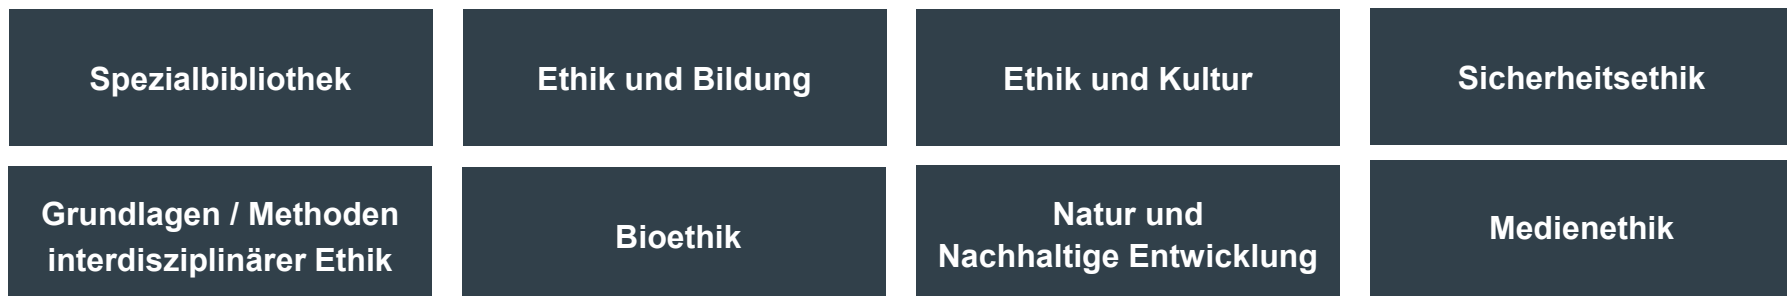 Spezialbibliothek
Ethik und Bildung
Ethik und Kultur
Sicherheitsethik
Grundlagen / Methoden
interdisziplinärer Ethik
Bioethik
Natur und
Nachhaltige Entwicklung
Medienethik